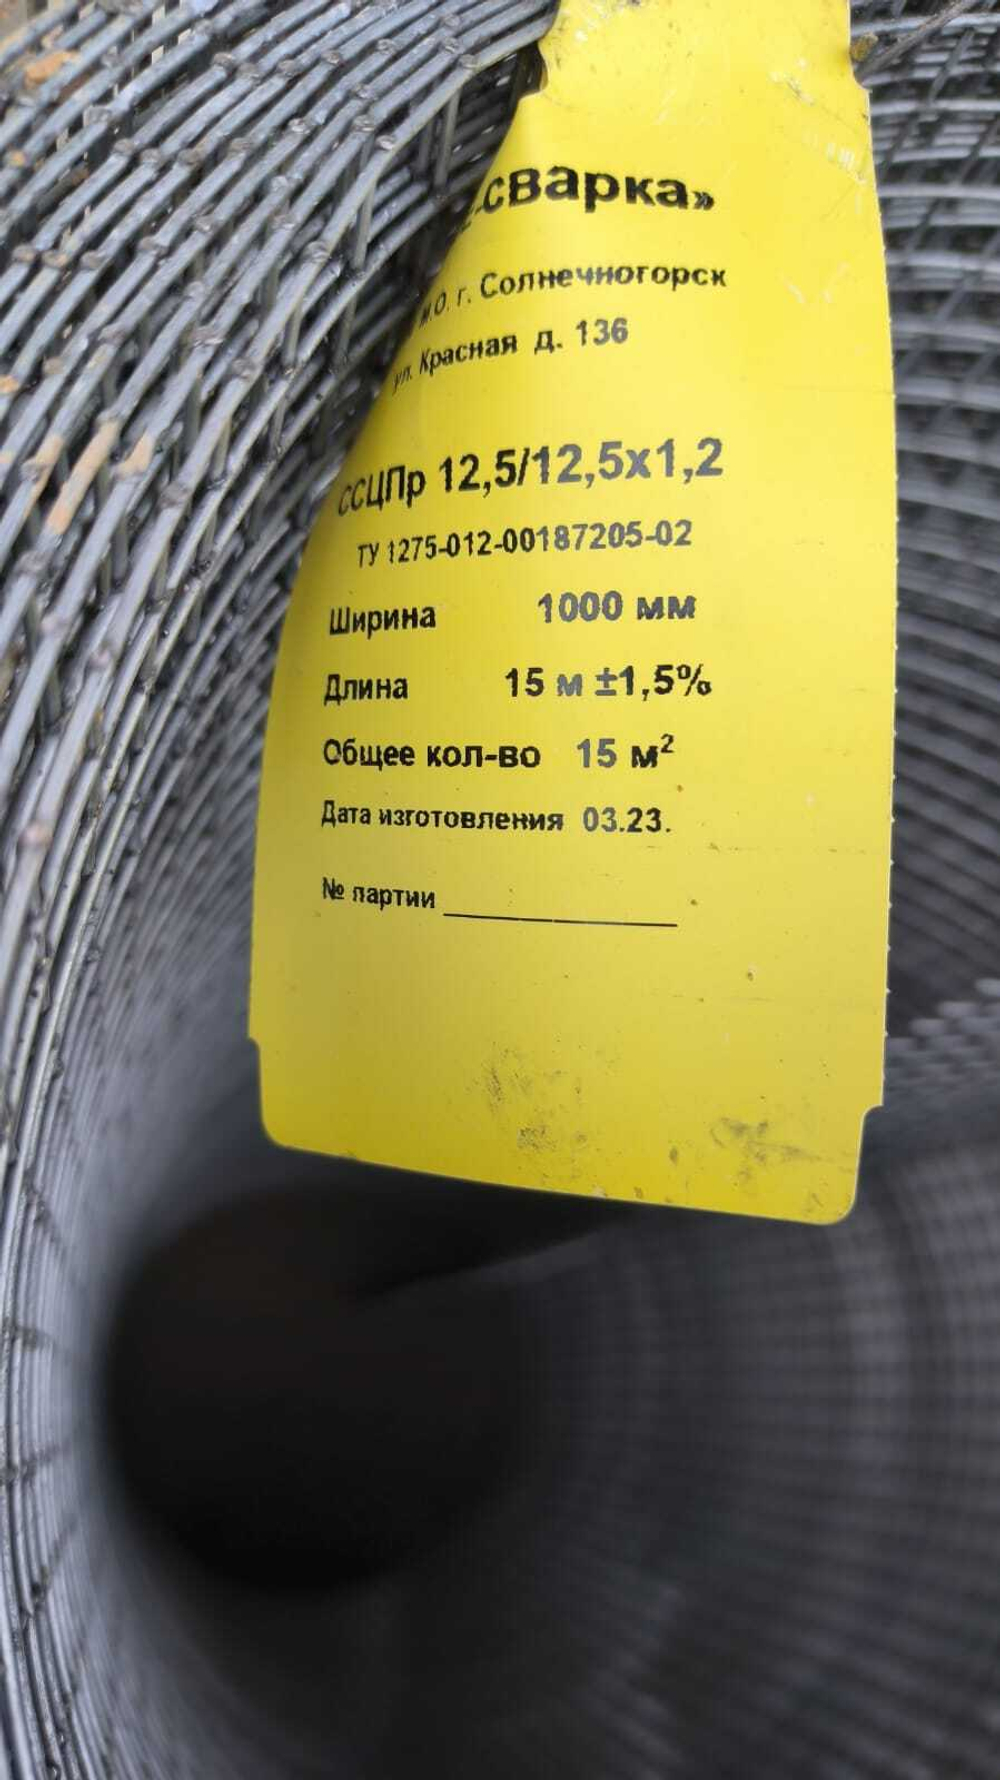 сварка»
М.О. г. Солнечногорск
ул. Красная д. 136
ССЦПр 12,5/12,5х1,2
ТУ 1275-012-00187205-02
Ширина 1000 мм
Длина 15 м ±1,5%
Общее кол-во 15 м²
Дата изготовления 03.23.
№ партии